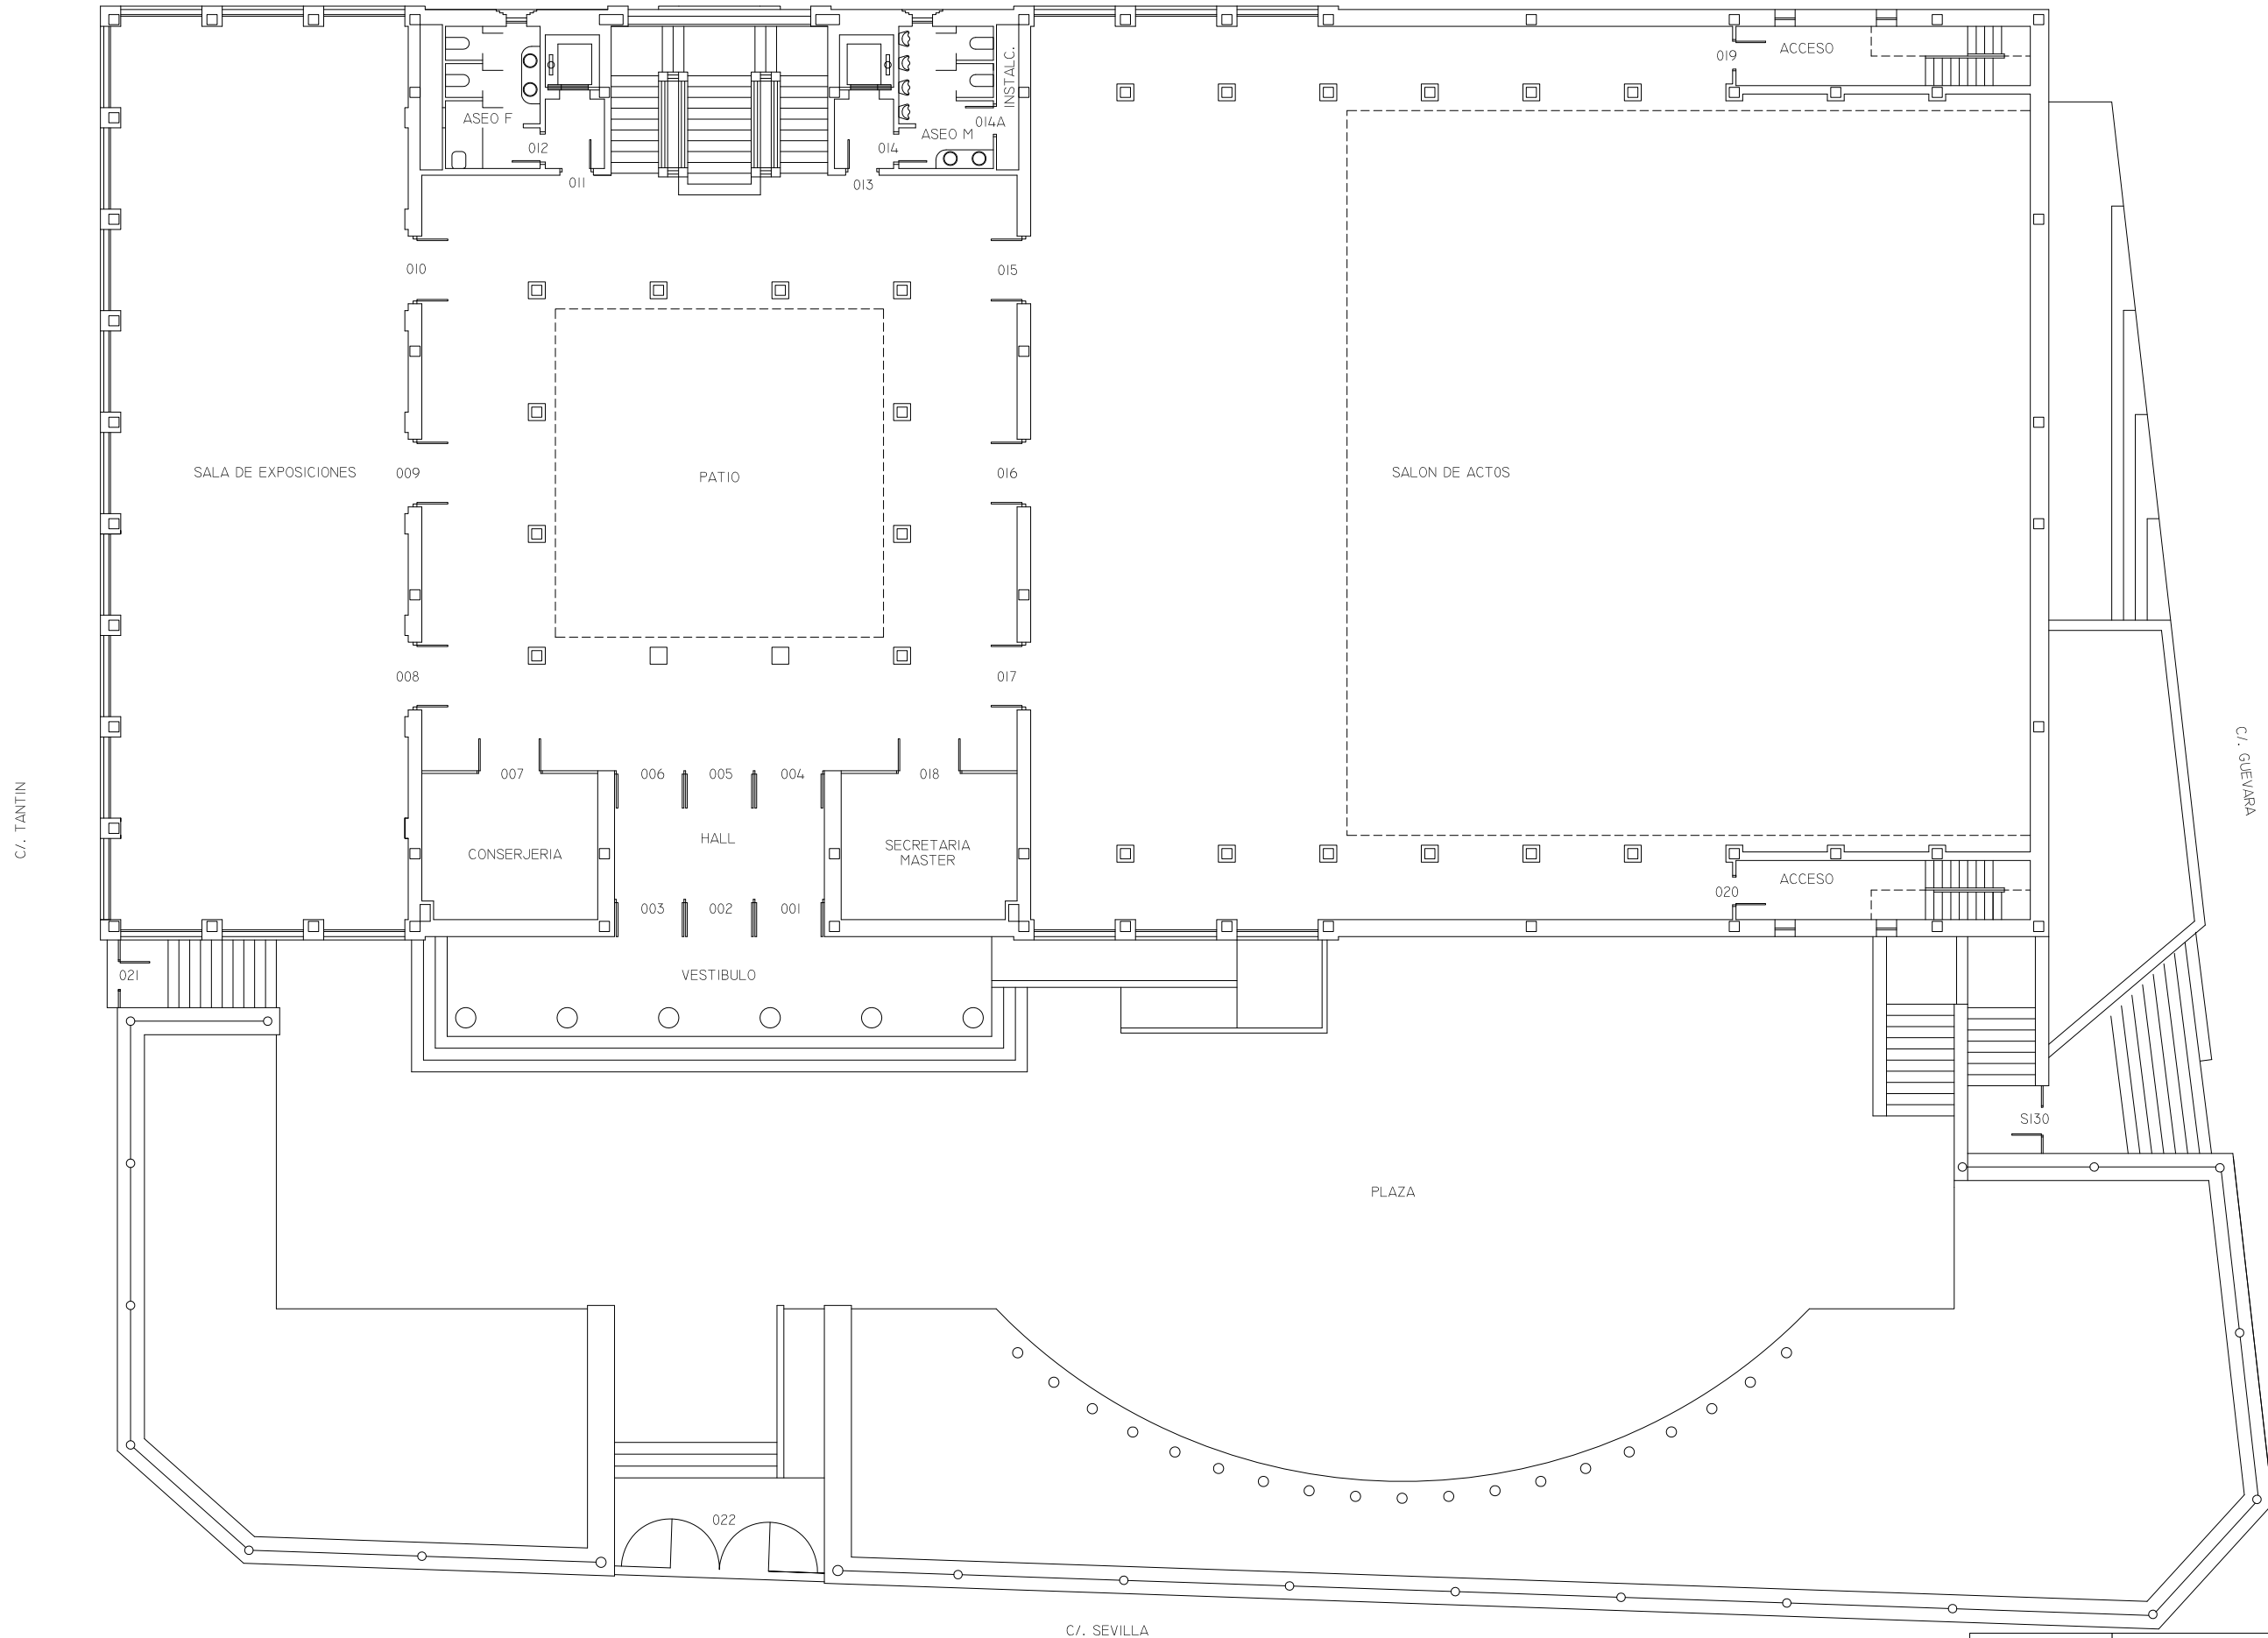 019
ACCESO
INSTALC.
ASEO F
014A
ASEO M
012
014
011
013
010
015
SALA DE EXPOSICIONES
009
PATIO
016
SALON DE ACTOS
008
017
C/. GUEVARA
C/. TANTIN
007
006
005
004
018
HALL
CONSERJERIA
SECRETARIA
MASTER
ACCESO
020
003
002
001
021
VESTIBULO
S130
PLAZA
022
C/. SEVILLA